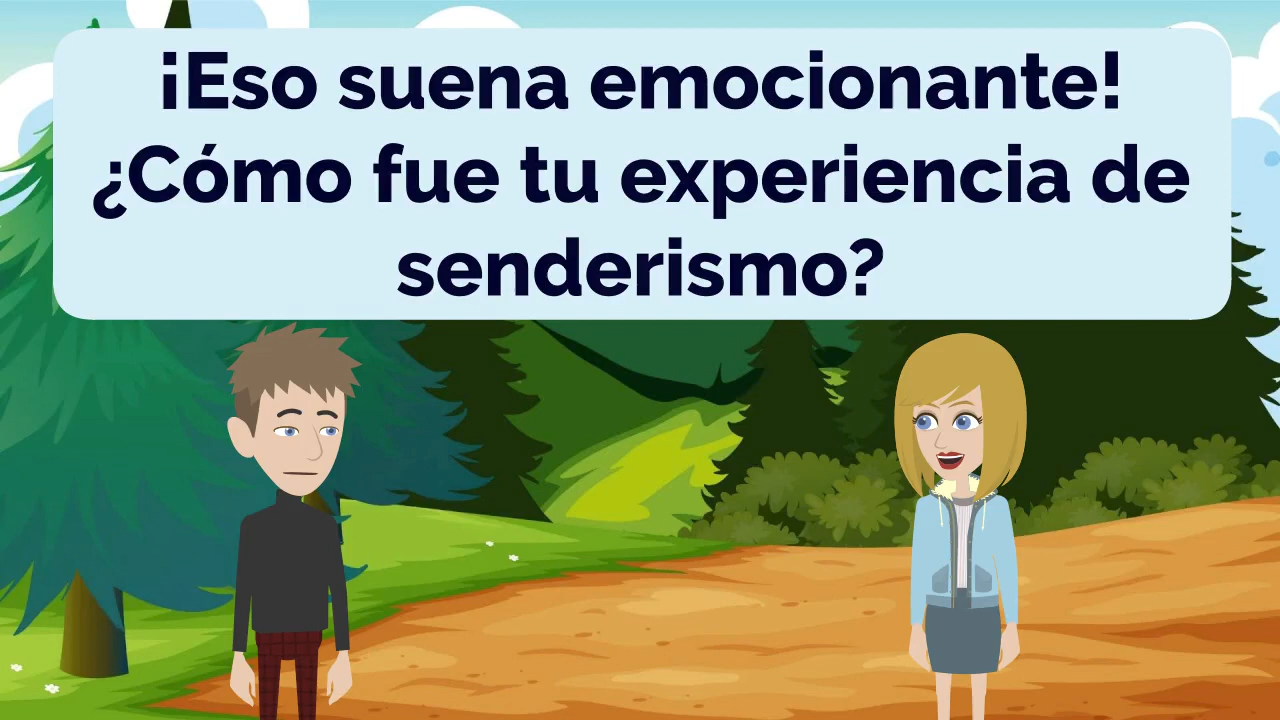 ¡Eso suena emocionante!
¿Cómo fue tu experiencia de
senderismo?